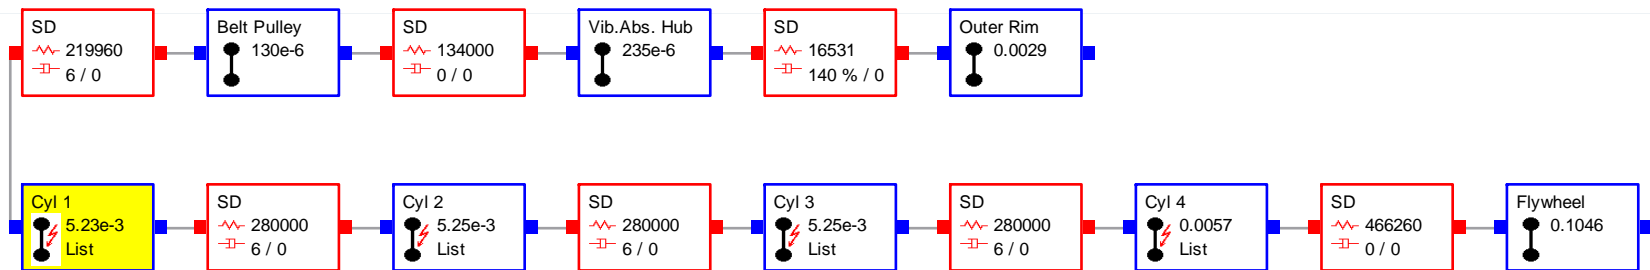 SD
219960
6 / 0
Belt Pulley
130e-6
SD
134000
0 / 0
Vib.Abs. Hub
235e-6
SD
16531
140 % / 0
Outer Rim
0.0029
Cyl 1
5.23e-3
List
SD
280000
6 / 0
Cyl 2
5.25e-3
List
SD
280000
6 / 0
Cyl 3
5.25e-3
List
SD
280000
6 / 0
Cyl 4
0.0057
List
SD
466260
0 / 0
Flywheel
0.1046